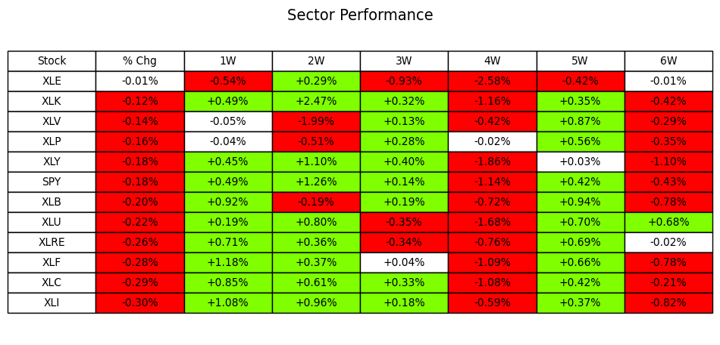 Sector Performance
Stock % Chg 1W 2W 3W 4W 5W 6W
XLE -0.01% -0.54% +0.29% -0.93% -2.58% -0.42% -0.01%
XLK -0.12% +0.49% +2.47% +0.32% -1.16% +0.35% -0.42%
XLV -0.14% -0.05% -1.99% +0.13% -0.42% +0.87% -0.29%
XLP -0.16% -0.04% -0.51% +0.28% -0.02% +0.56% -0.35%
XLY -0.18% +0.45% +1.10% +0.40% -1.86% +0.03% -1.10%
SPY -0.18% +0.49% +1.26% +0.14% -1.14% +0.42% -0.43%
XLB -0.20% +0.92% -0.19% +0.19% -0.72% +0.94% -0.78%
XLU -0.22% +0.19% +0.80% -0.35% -1.68% +0.70% +0.68%
XLRE -0.26% +0.71% +0.36% -0.34% -0.76% +0.69% -0.02%
XLF -0.28% +1.18% +0.37% +0.04% -1.09% +0.66% -0.78%
XLC -0.29% +0.85% +0.61% +0.33% -1.08% +0.42% -0.21%
XLI -0.30% +1.08% +0.96% +0.18% -0.59% +0.37% -0.82%